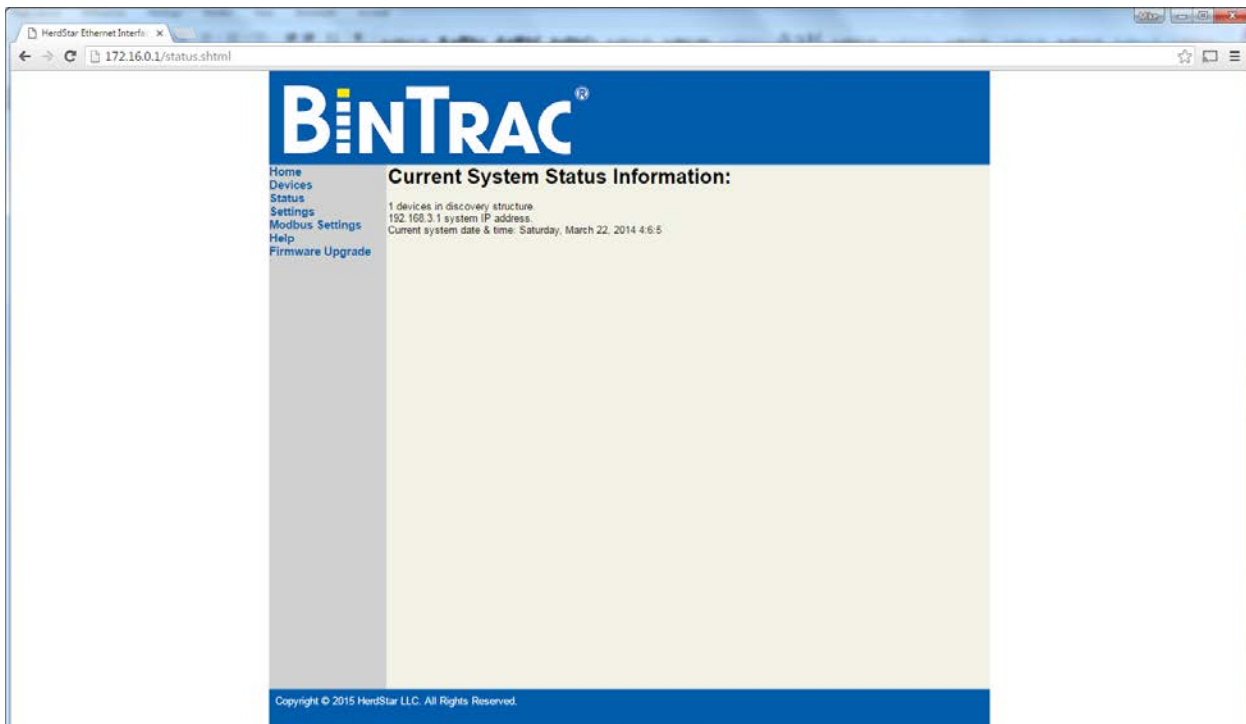 HerdStar Ethernet Interfa
172.16.0.1/status.shtml
BINTRAC®
Home
Devices
Status
Settings
Modbus Settings
Help
Firmware Upgrade
Current System Status Information:
1 devices in discovery structure.
192.168.3.1 system IP address.
Current system date & time: Saturday, March 22, 2014 4:6:5
Copyright © 2015 HerdStar LLC. All Rights Reserved.